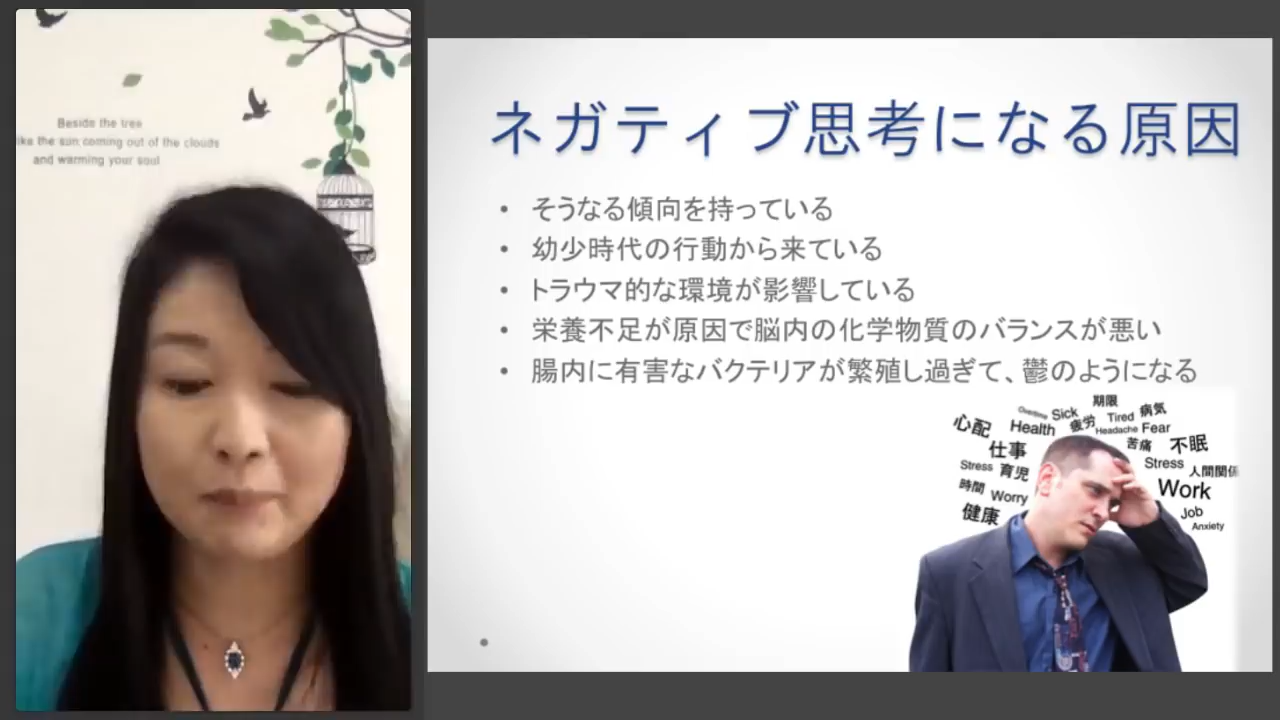 Beside the tree
like the sun coming out of the clouds
and warming your soul
ネガティブ思考になる原因
• そうなる傾向を持っている
• 幼少時代の行動から来ている
• トラウマ的な環境が影響している
• 栄養不足が原因で脳内の化学物質のバランスが悪い
• 腸内に有害なバクテリアが繁殖し過ぎて、鬱のようになる
期限
Overtime Sick Tired 病気
心配 Health 疲労 Headache Fear
仕事 苦痛 不眠
Stress 育児 Stress 人間関係
時間 Worry Work
健康 Job
Anxiety